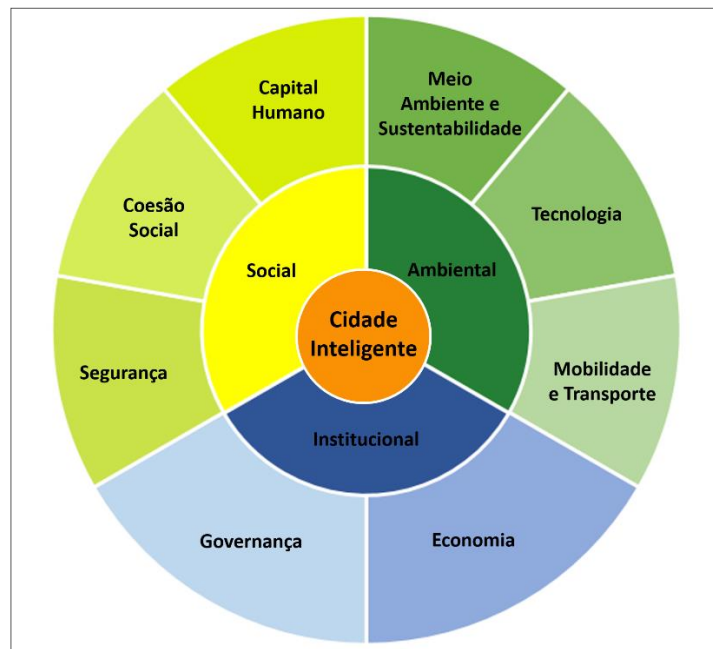 Capital
Humano
Meio
Ambiente e
Sustentabilidade
Coesão
Social
Tecnologia
Social
Ambiental
Cidade
Inteligente
Segurança
Mobilidade
e Transporte
Institucional
Governança
Economia